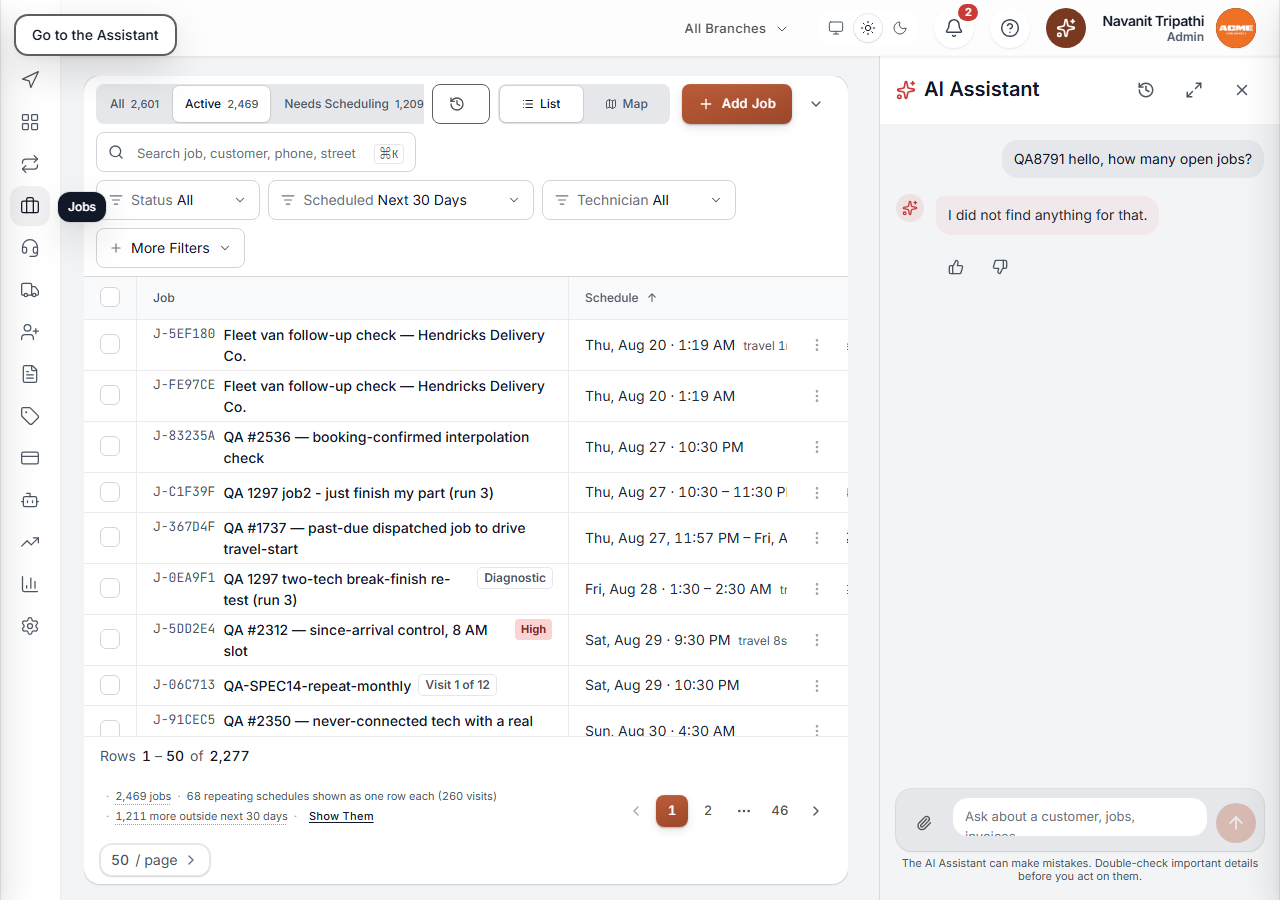 Go to the Assistant
All Branches
2
Navanit Tripathi
Admin
ACME
All 2,601
Active 2,469
Needs Scheduling 1,209
List
Map
Add Job
Search job, customer, phone, street
⌘K
Jobs
Status All
Scheduled Next 30 Days
Technician All
More Filters
Job
Schedule
J-5EF180 Fleet van follow-up check — Hendricks Delivery
Co.
Thu, Aug 20 · 1:19 AM travel
J-FE97CE Fleet van follow-up check — Hendricks Delivery
Co.
Thu, Aug 20 · 1:19 AM
J-83235A QA #2536 — booking-confirmed interpolation
check
Thu, Aug 27 · 10:30 PM
J-C1F39F QA 1297 job2 - just finish my part (run 3)
Thu, Aug 27 · 10:30 – 11:30
J-367D4F QA #1737 — past-due dispatched job to drive
travel-start
Thu, Aug 27, 11:57 PM – Fri, A
J-0EA9F1 QA 1297 two-tech break-finish re-
test (run 3)
Diagnostic
Fri, Aug 28 · 1:30 – 2:30 AM
J-5DD2E4 QA #2312 — since-arrival control, 8 AM
slot
High
Sat, Aug 29 · 9:30 PM travel 8s
J-06C713 QA-SPEC14-repeat-monthly Visit 1 of 12
Sat, Aug 29 · 10:30 PM
J-91CEC5 QA #2350 — never-connected tech with a real
Sun, Aug 30 · 4:30 AM
Rows 1 – 50 of 2,277
· 2,469 jobs · 68 repeating schedules shown as one row each (260 visits)
· 1,211 more outside next 30 days · Show Them
1 2 ••• 46
50 / page
AI Assistant
QA8791 hello, how many open jobs?
I did not find anything for that.
Ask about a customer, jobs,
invoices
The AI Assistant can make mistakes. Double-check important details
before you act on them.